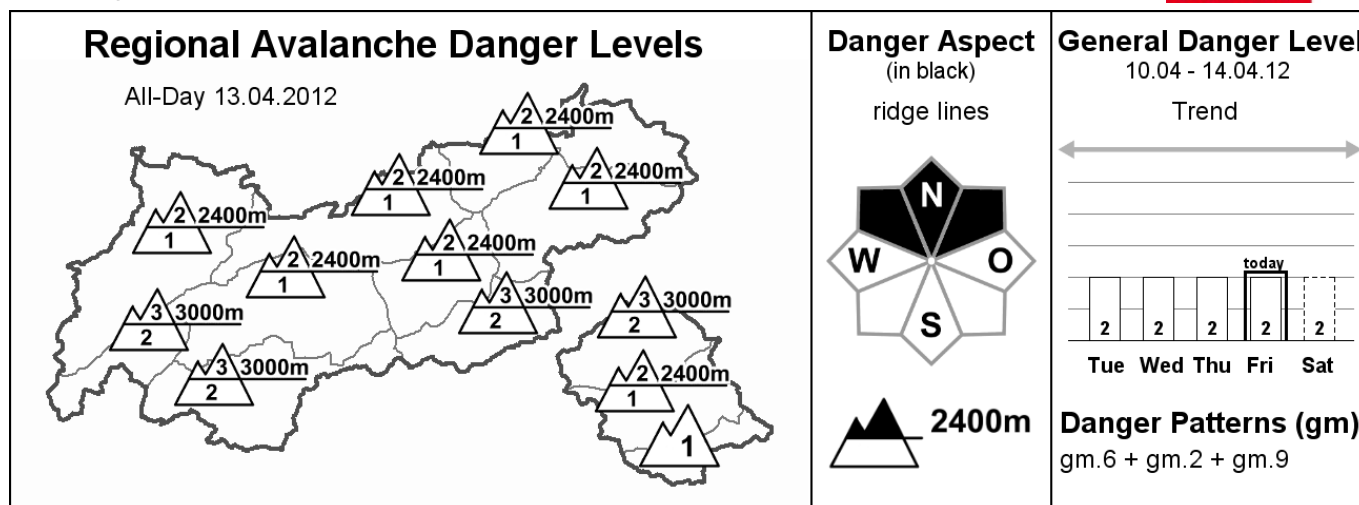 Regional Avalanche Danger Levels
All-Day 13.04.2012
2 2400m
1
2 2400m
1
2 2400m
1
2 2400m
1
2 2400m
1
2 2400m
1
3 3000m
2
3 3000m
2
3 3000m
2
3 3000m
2
2 2400m
1
1
Danger Aspect
(in black)
ridge lines
N
W O
S
2400m
General Danger Level
10.04 - 14.04.12
Trend
today
2 2 2 2 2
Tue Wed Thu Fri Sat
Danger Patterns (gm)
gm.6 + gm.2 + gm.9